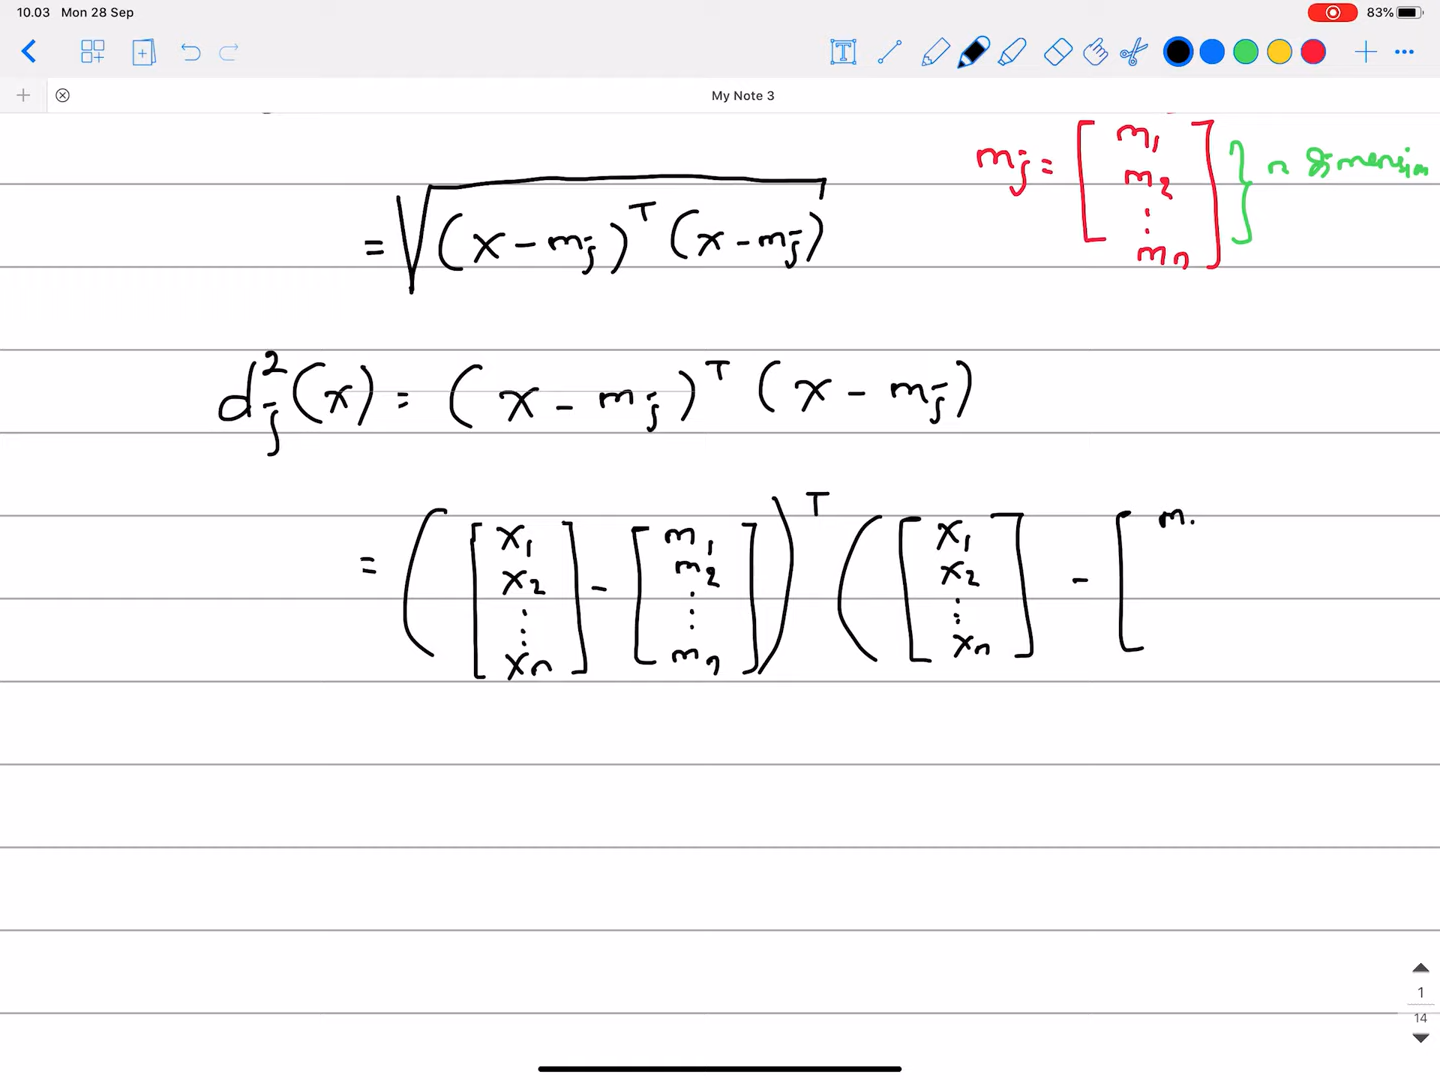 10.03 Mon 28 Sep 83%
My Note 3
= √(x - mj)ᵀ (x - mj)
mj = [m1 m2 ⋮ mn] } n dimension
dj²(x) = (x - mj)ᵀ (x - mj)
= ([x1 x2 ⋮ xn] - [m1 m2 ⋮ mn])ᵀ ([x1 x2 ⋮ xn] - [m
1
14